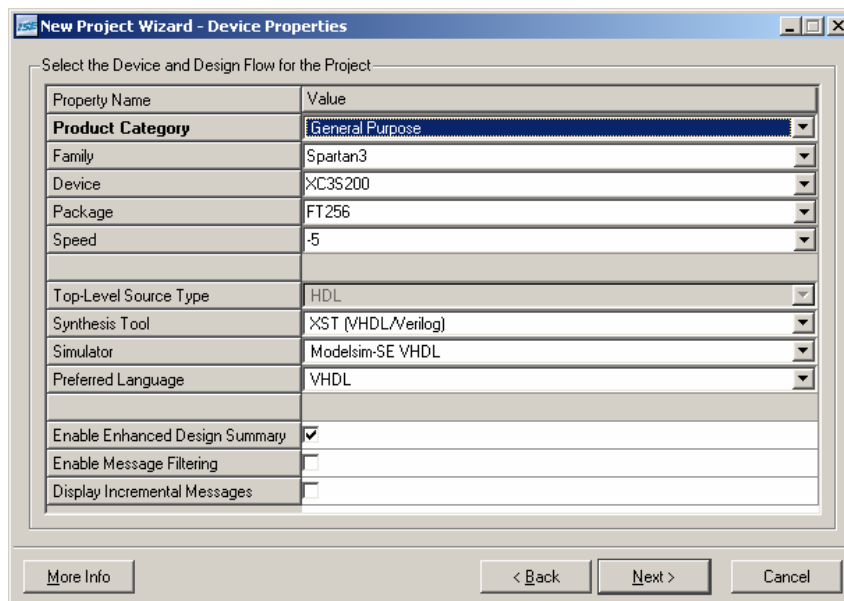 ISE New Project Wizard - Device Properties
Select the Device and Design Flow for the Project
Property Name Value
Product Category General Purpose
Family Spartan3
Device XC3S200
Package FT256
Speed -5
Top-Level Source Type HDL
Synthesis Tool XST (VHDL/Verilog)
Simulator Modelsim-SE VHDL
Preferred Language VHDL
Enable Enhanced Design Summary
Enable Message Filtering
Display Incremental Messages
More Info < Back Next > Cancel